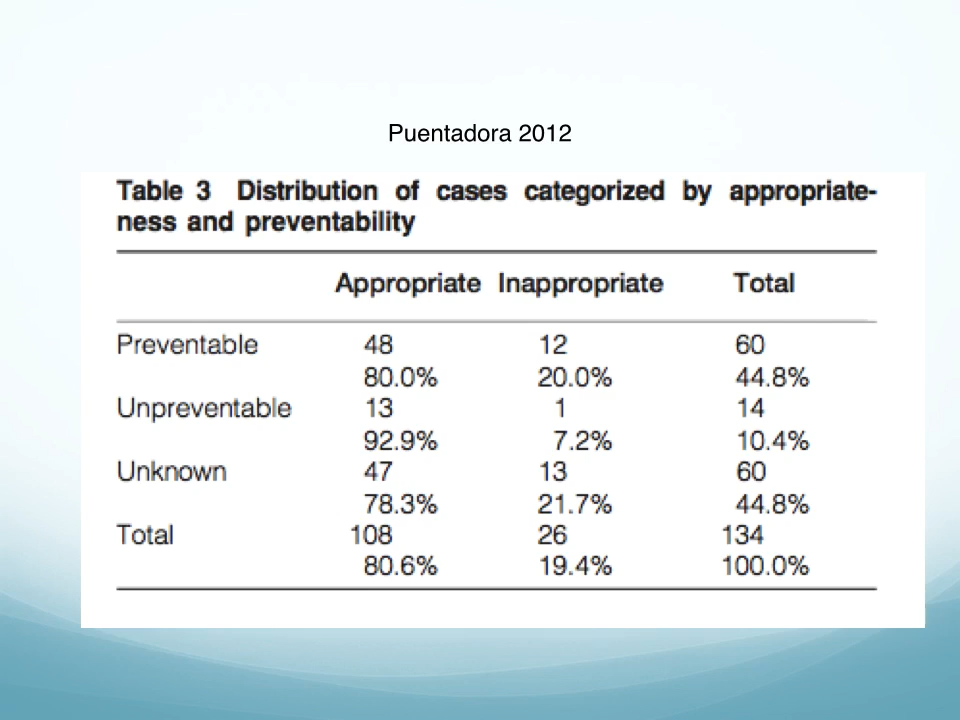 Puentadora 2012
Table 3 Distribution of cases categorized by appropriate-
ness and preventability
Appropriate Inappropriate Total
Preventable 48 12 60
80.0% 20.0% 44.8%
Unpreventable 13 1 14
92.9% 7.2% 10.4%
Unknown 47 13 60
78.3% 21.7% 44.8%
Total 108 26 134
80.6% 19.4% 100.0%